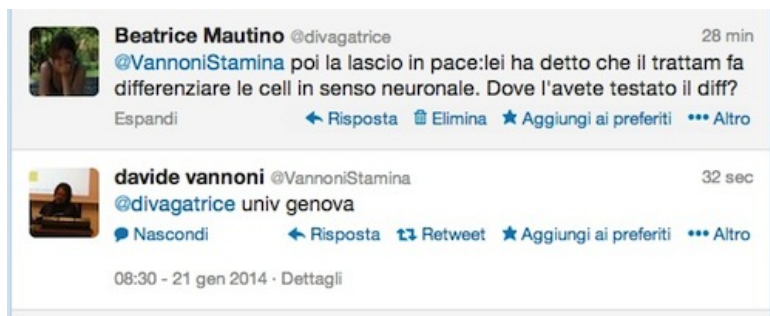 Beatrice Mautino @divagatrice 28 min
@VannoniStamina poi la lascio in pace:lei ha detto che il trattam fa
differenziare le cell in senso neuronale. Dove l'avete testato il diff?
Espandi Risposta Elimina Aggiungi ai preferiti Altro
davide vannoni @VannoniStamina 32 sec
@divagatrice univ genova
Nascondi Risposta Retweet Aggiungi ai preferiti Altro
08:30 - 21 gen 2014 · Dettagli